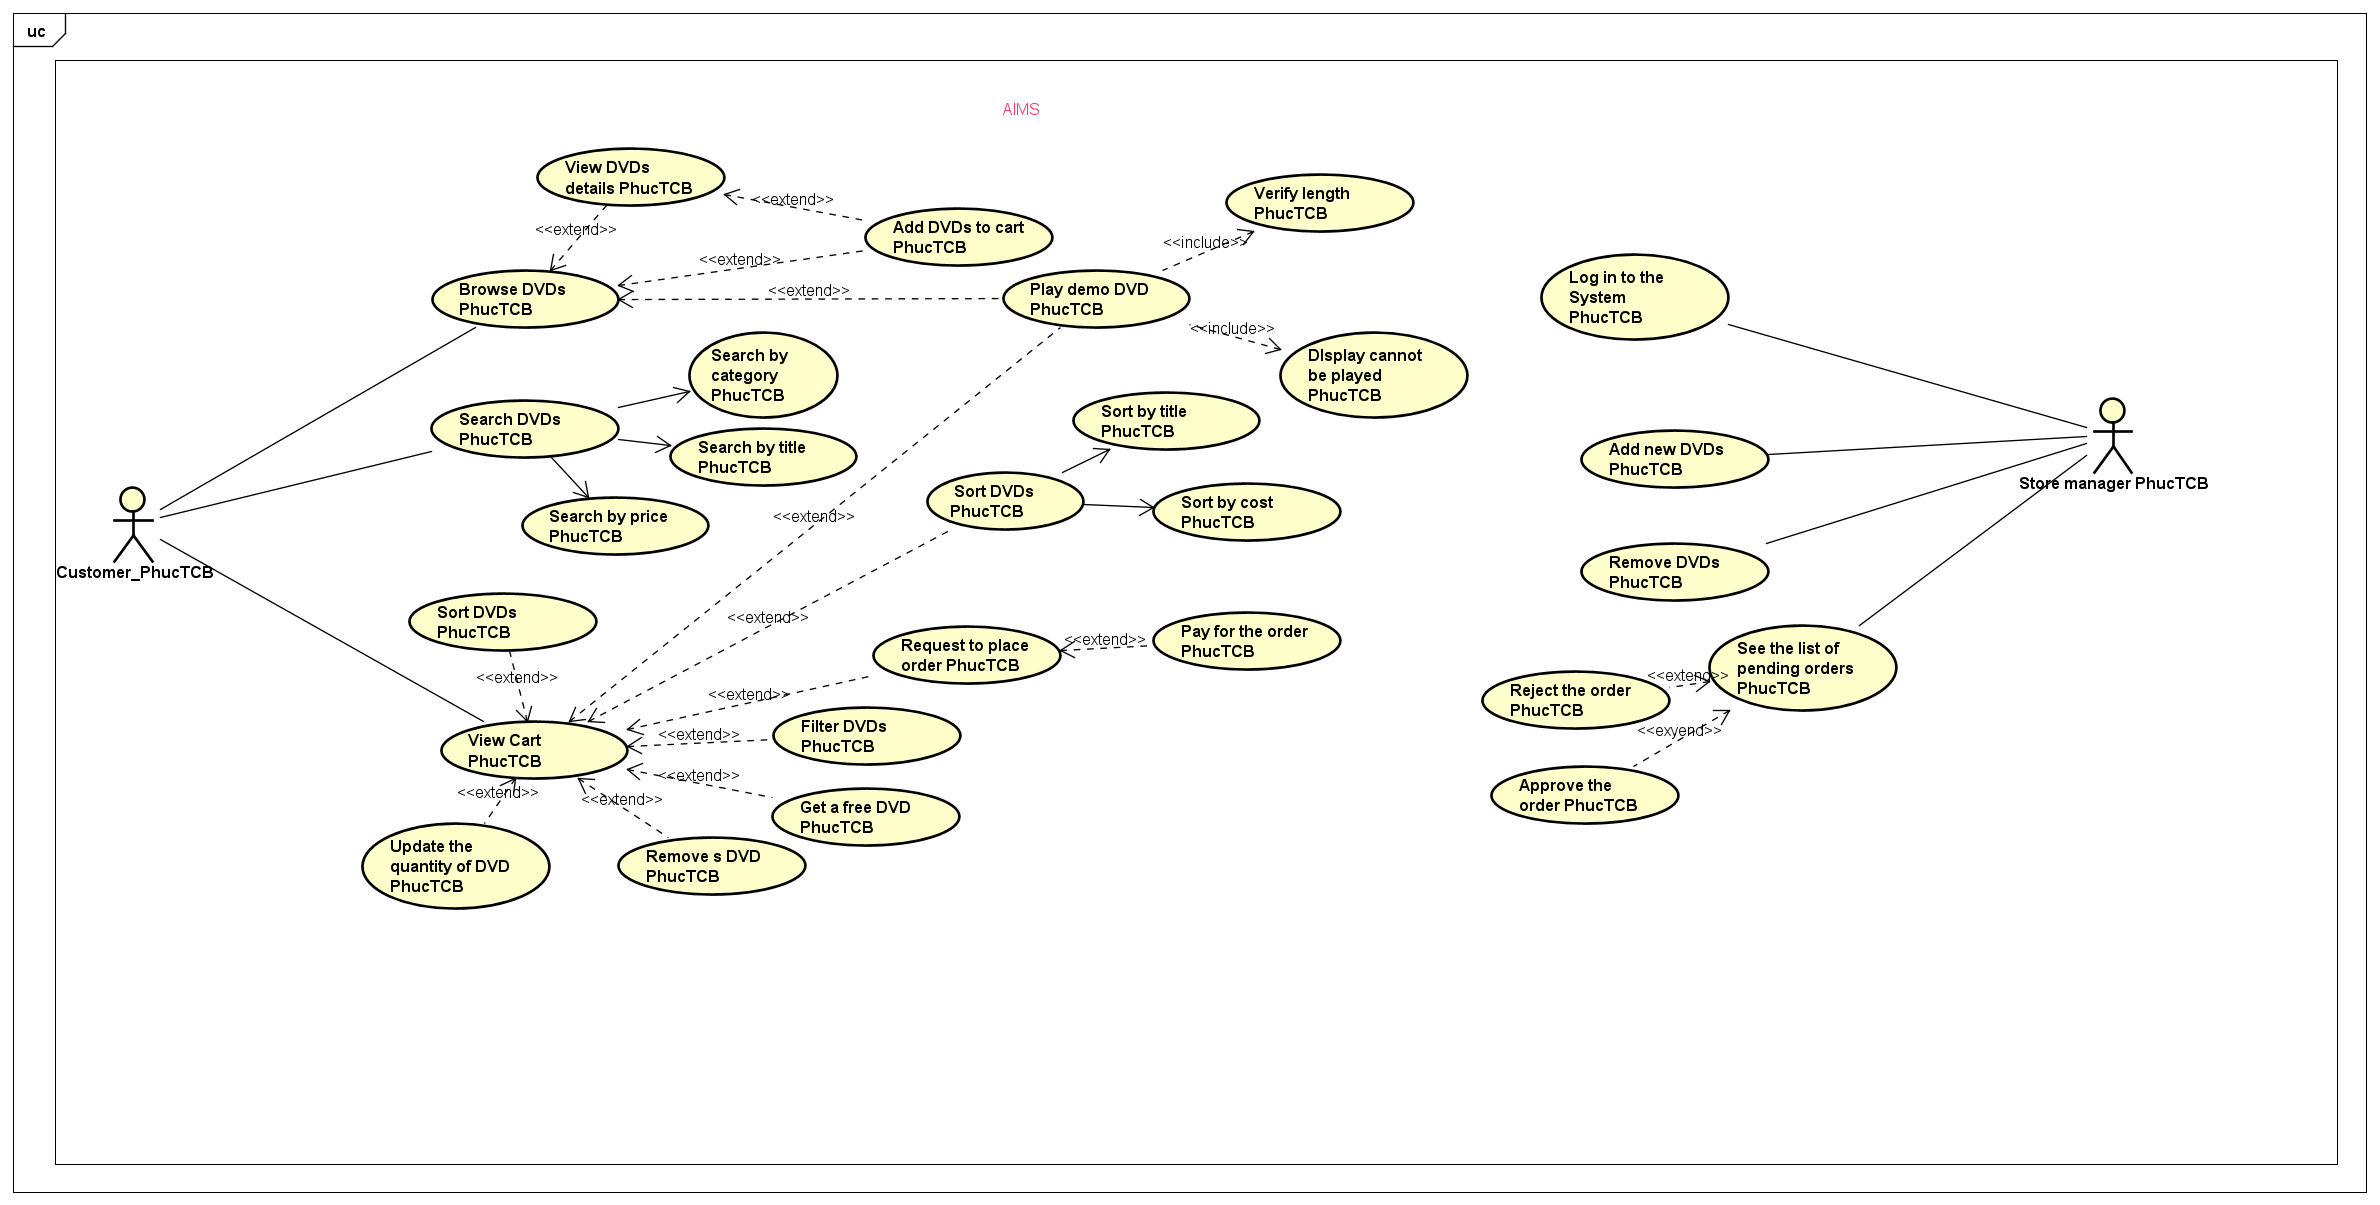 uc
AIMS
View DVDs
details PhucTCB
<<extend>>
<<extend>>
Add DVDs to cart
PhucTCB
<<extend>>
Browse DVDs
PhucTCB
<<extend>>
Play demo DVD
PhucTCB
<<include>>
Verify length
PhucTCB
<<include>>
DIsplay cannot
be played
PhucTCB
Search DVDs
PhucTCB
Search by
category
PhucTCB
Search by title
PhucTCB
Search by price
PhucTCB
Sort by title
PhucTCB
Sort DVDs
PhucTCB
Sort by cost
PhucTCB
<<extend>>
<<extend>>
Customer_PhucTCB
Sort DVDs
PhucTCB
<<extend>>
Request to place
order PhucTCB
<<extend>>
Pay for the order
PhucTCB
<<extend>>
View Cart
PhucTCB
<<extend>>
Filter DVDs
PhucTCB
<<extend>>
Get a free DVD
PhucTCB
<<extend>>
<<extend>>
Update the
quantity of DVD
PhucTCB
Remove s DVD
PhucTCB
Log in to the
System
PhucTCB
Add new DVDs
PhucTCB
Store manager PhucTCB
Remove DVDs
PhucTCB
See the list of
pending orders
PhucTCB
<<extend>>
Reject the order
PhucTCB
<<exyend>>
Approve the
order PhucTCB